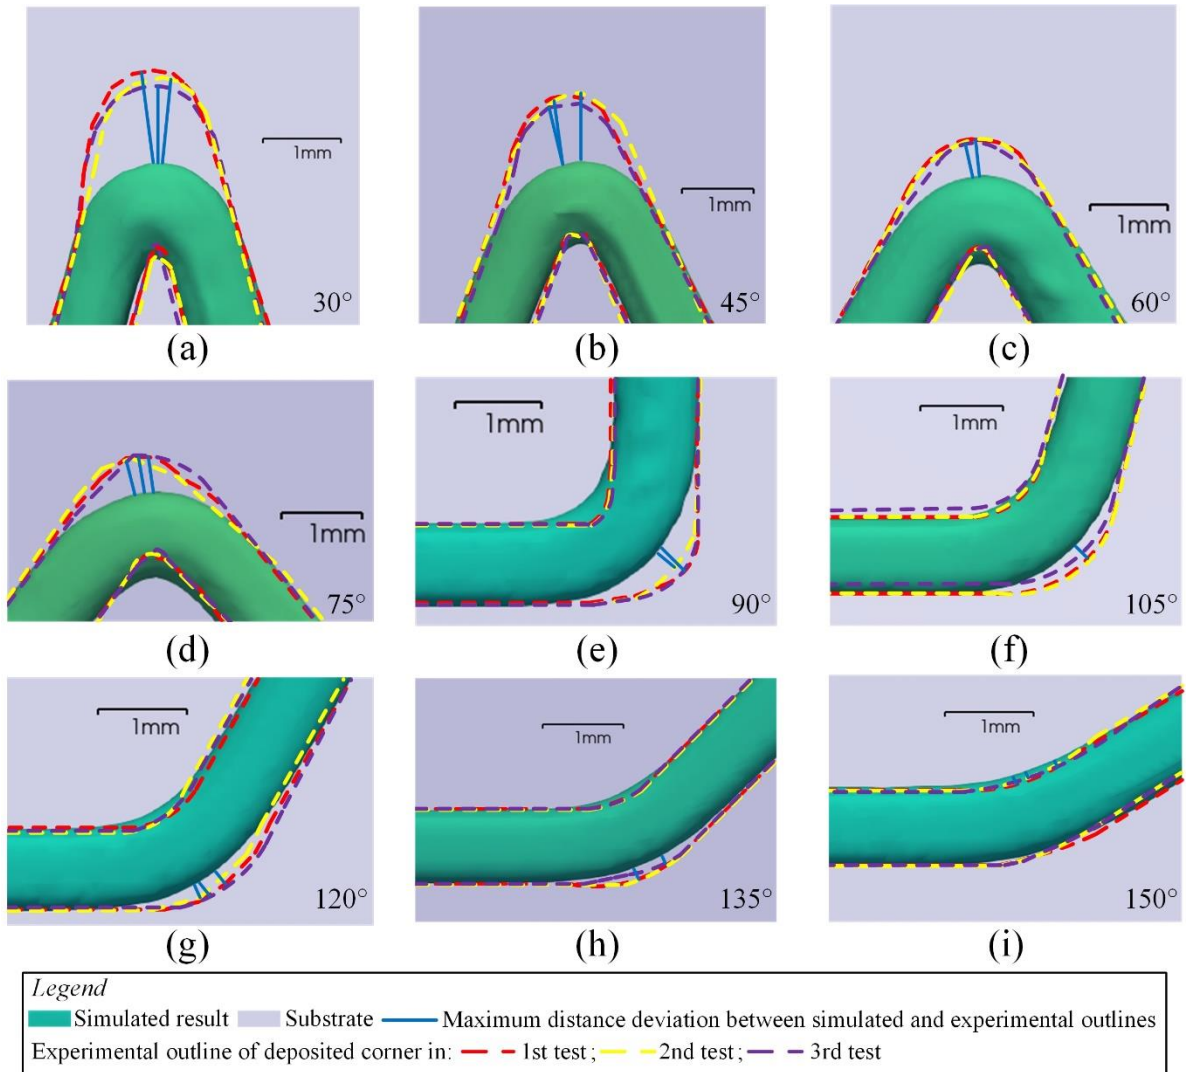 1mm
30°
(a)
1mm
45°
(b)
1mm
60°
(c)
1mm
75°
(d)
1mm
90°
(e)
1mm
105°
(f)
1mm
120°
(g)
1mm
135°
(h)
1mm
150°
(i)
Legend
Simulated result Substrate Maximum distance deviation between simulated and experimental outlines
Experimental outline of deposited corner in: 1st test; 2nd test; 3rd test